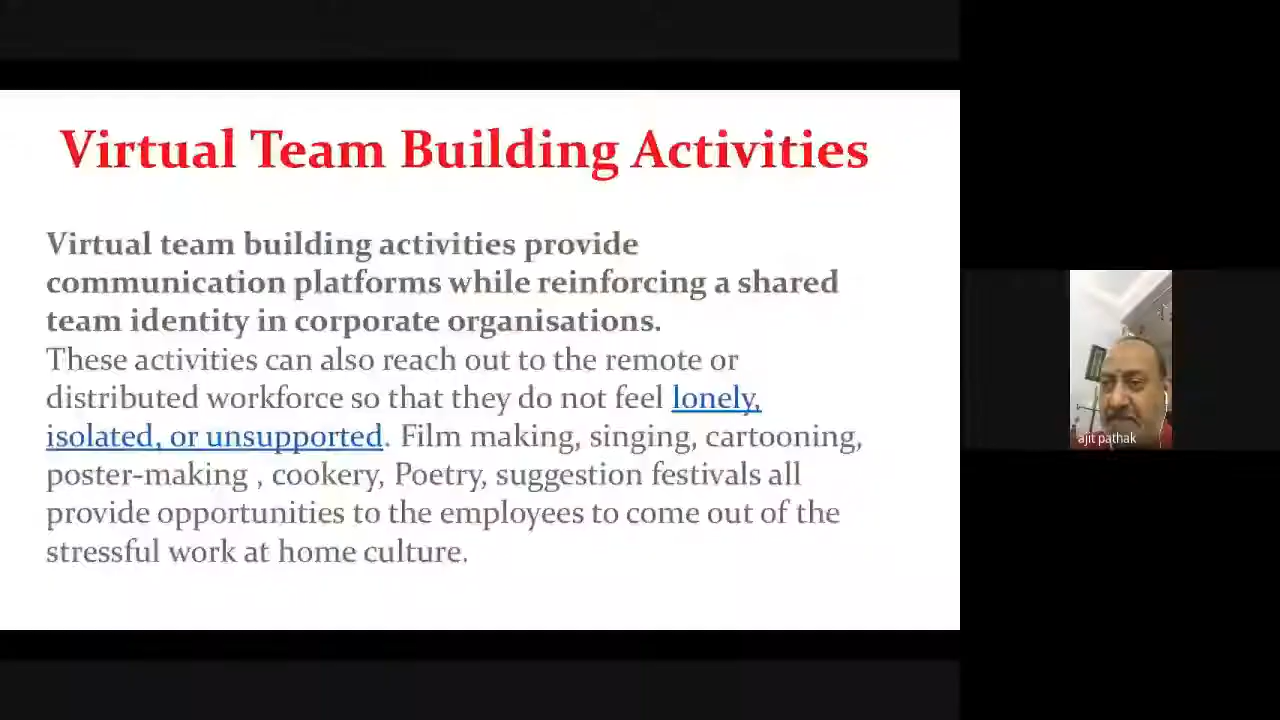 Virtual Team Building Activities
Virtual team building activities provide
communication platforms while reinforcing a shared
team identity in corporate organisations.
These activities can also reach out to the remote or
distributed workforce so that they do not feel lonely,
isolated, or unsupported. Film making, singing, cartooning,
poster-making , cookery, Poetry, suggestion festivals all
provide opportunities to the employees to come out of the
stressful work at home culture.
ajit pathak